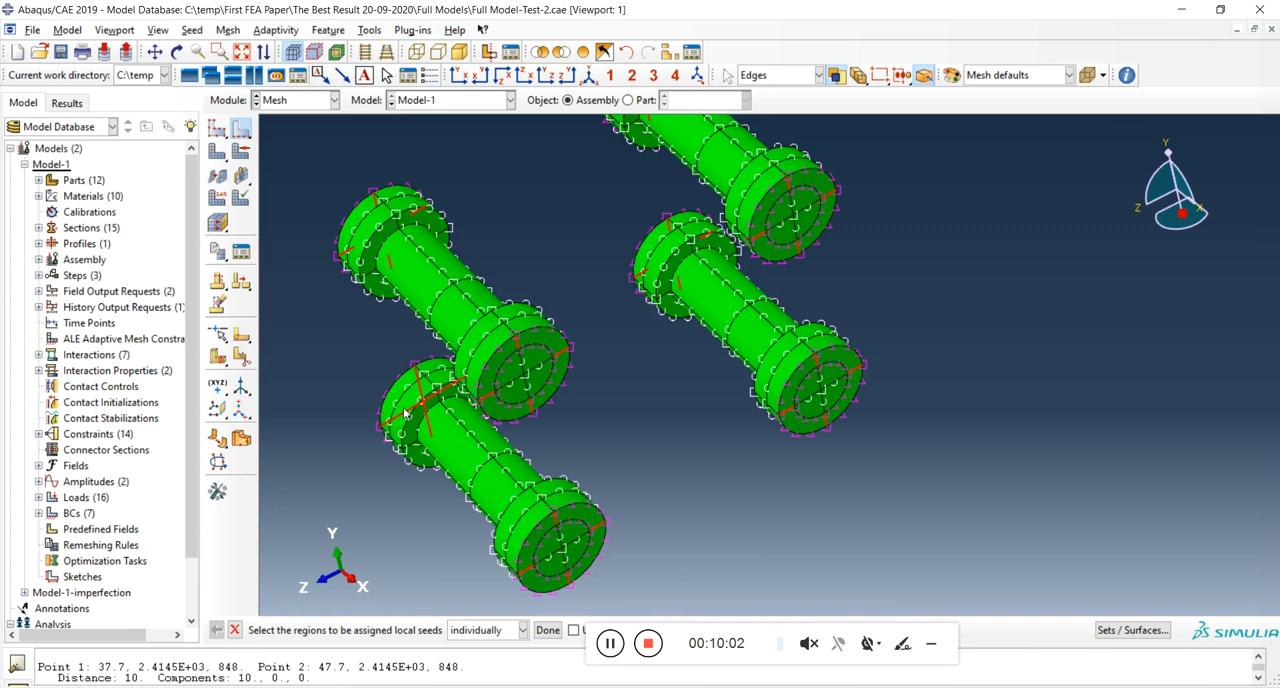 Abaqus/CAE 2019 - Model Database: C:\temp\First FEA Paper\The Best Result 20-09-2020\Full Models\Full Model-Test-2.cae [Viewport: 1]
File Model Viewport View Seed Mesh Adaptivity Feature Tools Plug-ins Help
Current work directory: C:\temp
1 2 3 4
Edges
Mesh defaults
Model Results
Module: Mesh Model: Model-1 Object: Assembly Part:
Model Database
Models (2)
Model-1
Parts (12)
Materials (10)
Calibrations
Sections (15)
Profiles (1)
Assembly
Steps (3)
Field Output Requests (2)
History Output Requests (1)
Time Points
ALE Adaptive Mesh Constra
Interactions (7)
Interaction Properties (2)
Contact Controls
Contact Initializations
Contact Stabilizations
Constraints (14)
Connector Sections
Fields
Amplitudes (2)
Loads (16)
BCs (7)
Predefined Fields
Remeshing Rules
Optimization Tasks
Sketches
Model-1-imperfection
Annotations
Analysis
Y
Z
X
Y
Z
X
Select the regions to be assigned local seeds individually Done
00:10:02
Sets / Surfaces...
SIMULIA
Point 1: 37.7, 2.4145E+03, 848. Point 2: 47.7, 2.4145E+03, 848.
Distance: 10. Components: 10., 0., 0.